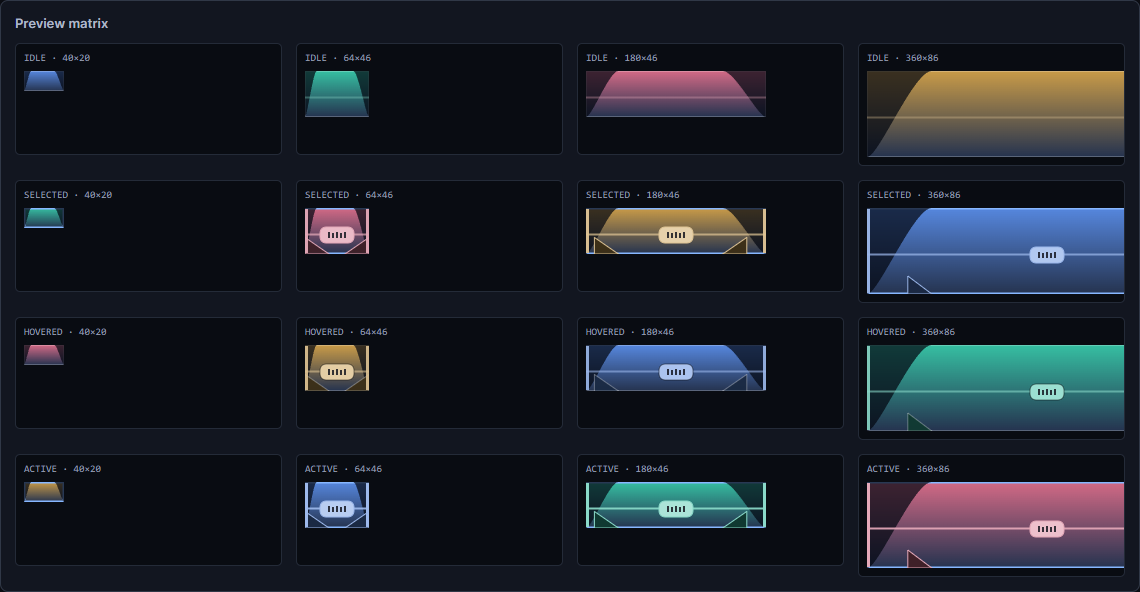 Preview matrix
IDLE · 40×20
IDLE · 64×46
IDLE · 180×46
IDLE · 360×86
SELECTED · 40×20
SELECTED · 64×46
SELECTED · 180×46
SELECTED · 360×86
HOVERED · 40×20
HOVERED · 64×46
HOVERED · 180×46
HOVERED · 360×86
ACTIVE · 40×20
ACTIVE · 64×46
ACTIVE · 180×46
ACTIVE · 360×86